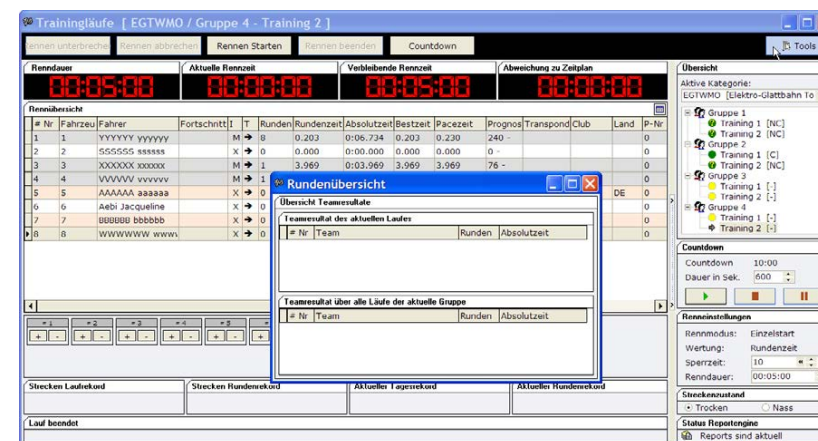 Trainingläufe [ EGTWMO / Gruppe 4 - Training 2 ]
Rennen unterbrechen Rennen abbrechen Rennen Starten Rennen beenden Countdown Tools
Renndauer Aktuelle Rennzeit Verbleibende Rennzeit Abweichung zu Zeitplan
00:05:00 00:00:00 00:05:00 00:00:00
Rennübersicht
# Nr Fahrzeu Fahrer Fortschritt I T Runden Rundenzeit Absolutzeit Bestzeit Pacezeit Prognos Transpond Club Land P-Nr
1 1 YYYYYY yyyyyy M 8 0.203 0:06.734 0.203 0.230 240 - 0
2 2 SSSSSS ssssss X 0 0.000 0:00.000 0.000 0.000 0 - 0
3 3 XXXXXX xxxxxx M 1 3.969 0:03.969 3.969 3.969 76 - 0
4 4 VVVVVV vvvvvv M 1 0
5 5 AAAAAA aaaaaa X 0 DE 0
6 6 Aebi Jacqueline X 0 0
7 7 BBBBBB bbbbbb X 0 0
8 8 WWWWWW wwww X 0 0
Rundenübersicht
Übersicht Teamresultate
Teamresultat des aktuellen Laufes
# Nr Team Runden Absolutzeit
Teamresultat über alle Läufe der aktuelle Gruppe
# Nr Team Runden Absolutzeit
+ - + - + - + - + - +
Strecken Laufrekord Strecken Rundenrekord Aktueller Tagesrekord Aktueller Rundenrekord
Lauf beendet
Übersicht
Aktive Kategorie:
EGTWMO [Elektro-Glattbahn To
Gruppe 1
Training 1 [NC]
Training 2 [NC]
Gruppe 2
Training 1 [C]
Training 2 [NC]
Gruppe 3
Training 1 [-]
Training 2 [-]
Gruppe 4
Training 1 [-]
Training 2 [-]
Countdown
Countdown 10:00
Dauer in Sek. 600
Renneinstellungen
Rennmodus: Einzelstart
Wertung: Rundenzeit
Sperrzeit: 10
Renndauer: 00:05:00
Streckenzustand
Trocken Nass
Status Reportengine
Reports sind aktuell